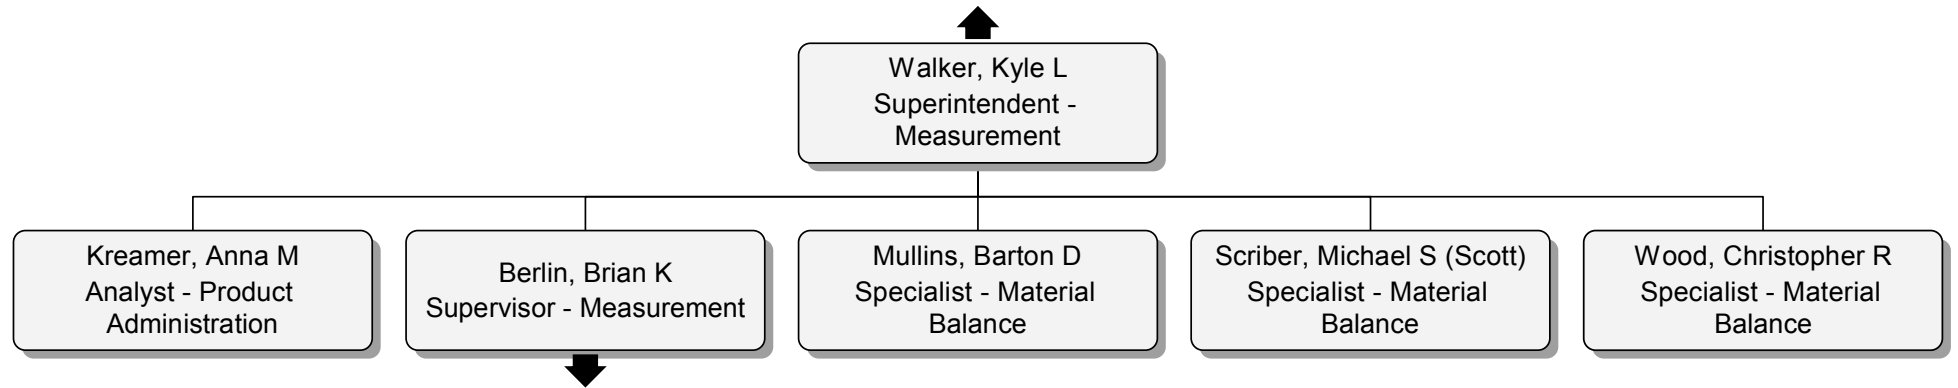 Walker, Kyle L
Superintendent -
Measurement
Kreamer, Anna M
Analyst - Product
Administration
Berlin, Brian K
Supervisor - Measurement
Mullins, Barton D
Specialist - Material
Balance
Scriber, Michael S (Scott)
Specialist - Material
Balance
Wood, Christopher R
Specialist - Material
Balance